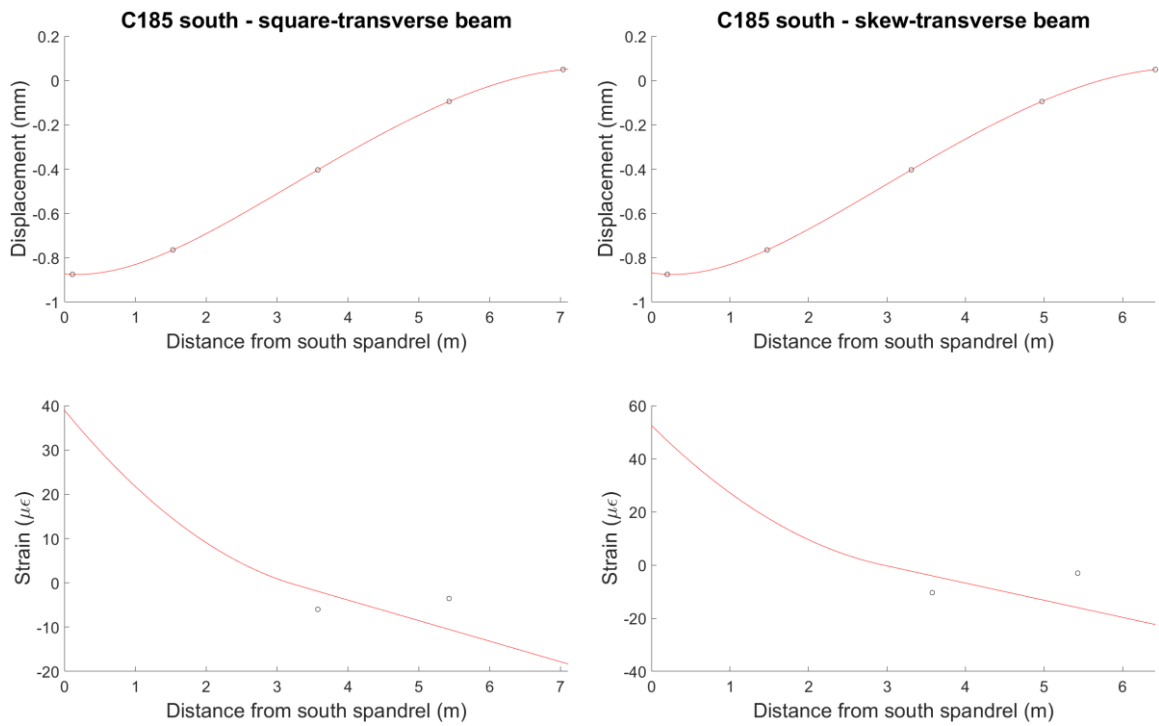 C185 south - square-transverse beam
0.2
0
-0.2
-0.4
-0.6
-0.8
-1
Displacement (mm)
0 1 2 3 4 5 6 7
Distance from south spandrel (m)
C185 south - skew-transverse beam
0.2
0
-0.2
-0.4
-0.6
-0.8
-1
Displacement (mm)
0 1 2 3 4 5 6
Distance from south spandrel (m)
40
30
20
10
0
-10
-20
Strain (με)
0 1 2 3 4 5 6 7
Distance from south spandrel (m)
60
40
20
0
-20
-40
Strain (με)
0 1 2 3 4 5 6
Distance from south spandrel (m)